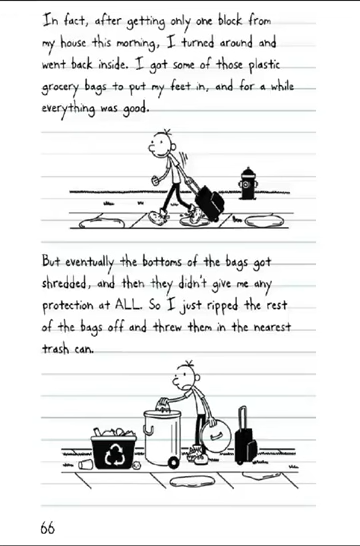 In fact, after getting only one block from
my house this morning, I turned around and
went back inside. I got some of those plastic
grocery bags to put my feet in, and for a while
everything was good.
But eventually the bottoms of the bags got
shredded, and then they didn't give me any
protection at ALL. So I just ripped the rest
of the bags off and threw them in the nearest
trash can.
66